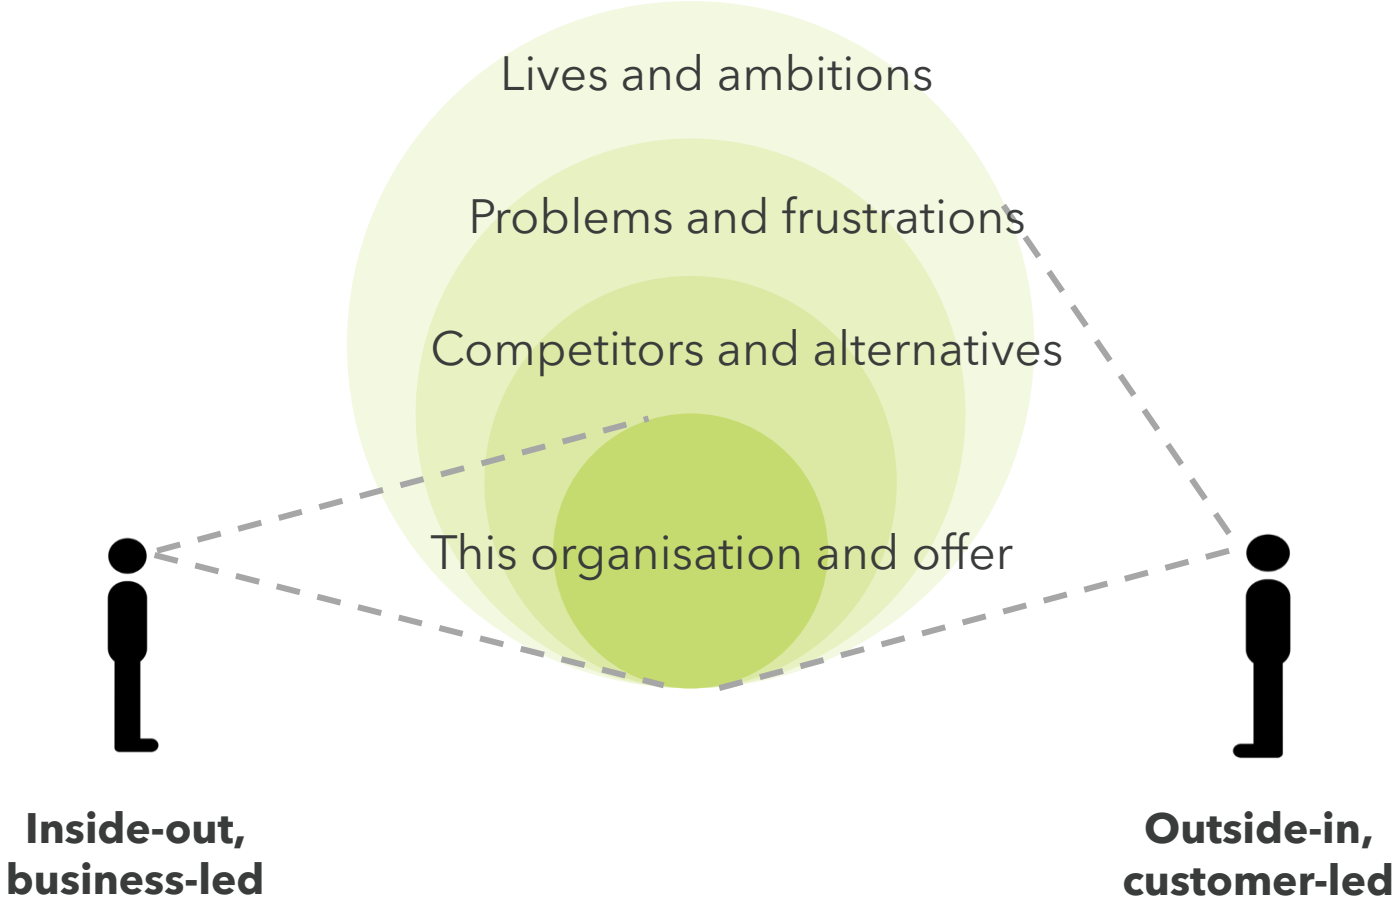 Lives and ambitions
Problems and frustrations
Competitors and alternatives
This organisation and offer
Inside-out,
business-led
Outside-in,
customer-led